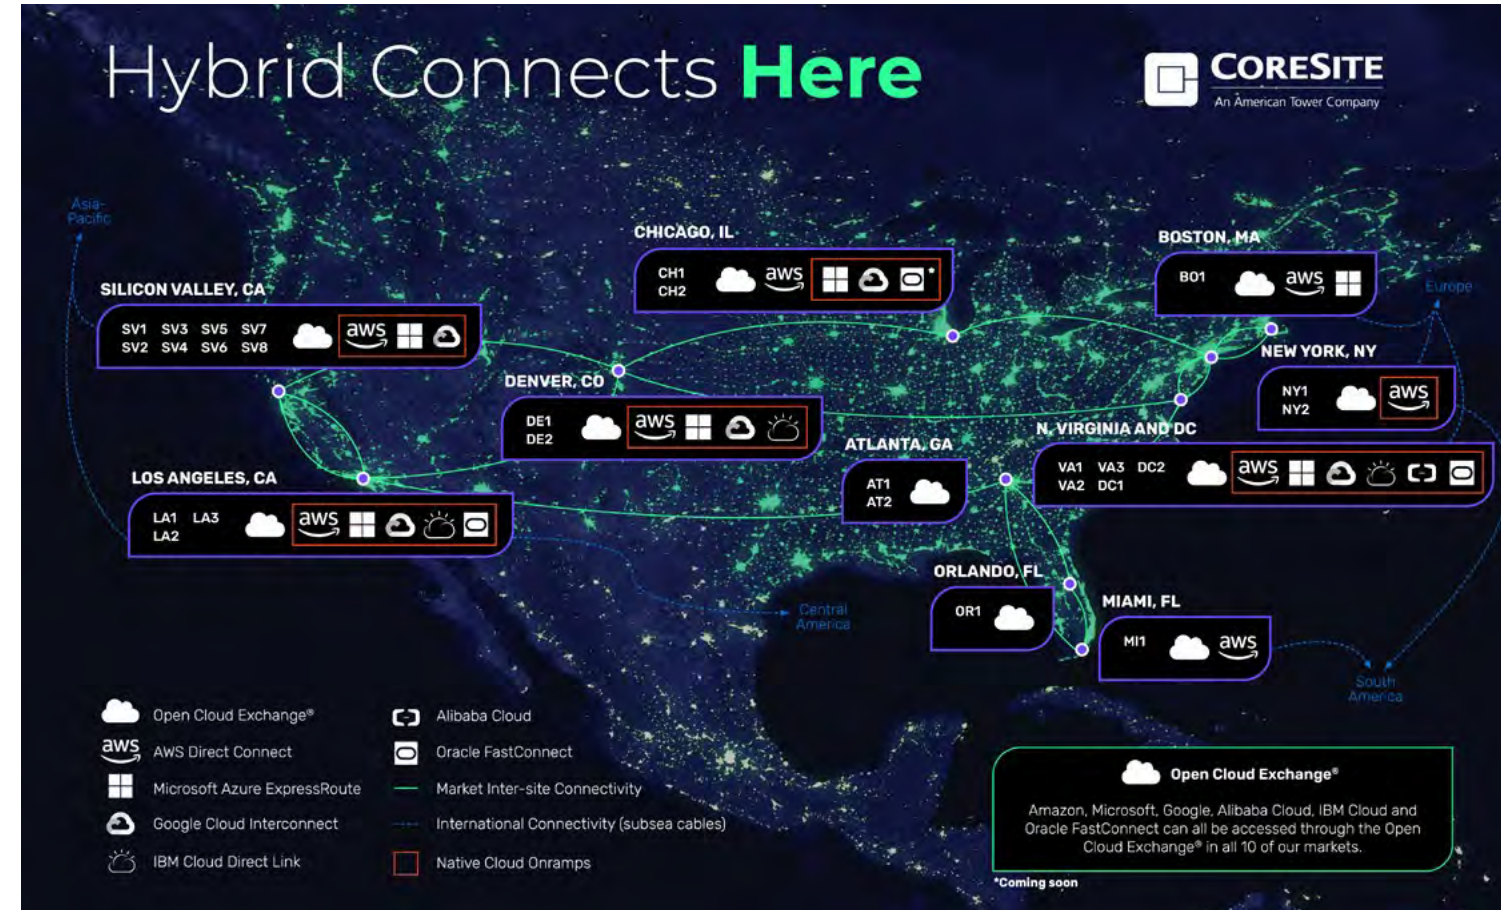 Hybrid Connects Here
CORESITE
An American Tower Company
Asia-
Pacific
CHICAGO, IL
CH1
CH2
aws
*
BOSTON, MA
BO1
aws
Europe
SILICON VALLEY, CA
SV1 SV3 SV5 SV7
SV2 SV4 SV6 SV8
aws
NEW YORK, NY
NY1
NY2
aws
DENVER, CO
DE1
DE2
aws
ATLANTA, GA
AT1
AT2
N. VIRGINIA AND DC
VA1 VA3 DC2
VA2 DC1
aws
LOS ANGELES, CA
LA1 LA3
LA2
aws
ORLANDO, FL
OR1
MIAMI, FL
MI1
aws
Central
America
South
America
Open Cloud Exchange®
aws AWS Direct Connect
Microsoft Azure ExpressRoute
Google Cloud Interconnect
IBM Cloud Direct Link
Alibaba Cloud
Oracle FastConnect
Market Inter-site Connectivity
International Connectivity (subsea cables)
Native Cloud Onramps
Open Cloud Exchange®
Amazon, Microsoft, Google, Alibaba Cloud, IBM Cloud and
Oracle FastConnect can all be accessed through the Open
Cloud Exchange® in all 10 of our markets.
*Coming soon